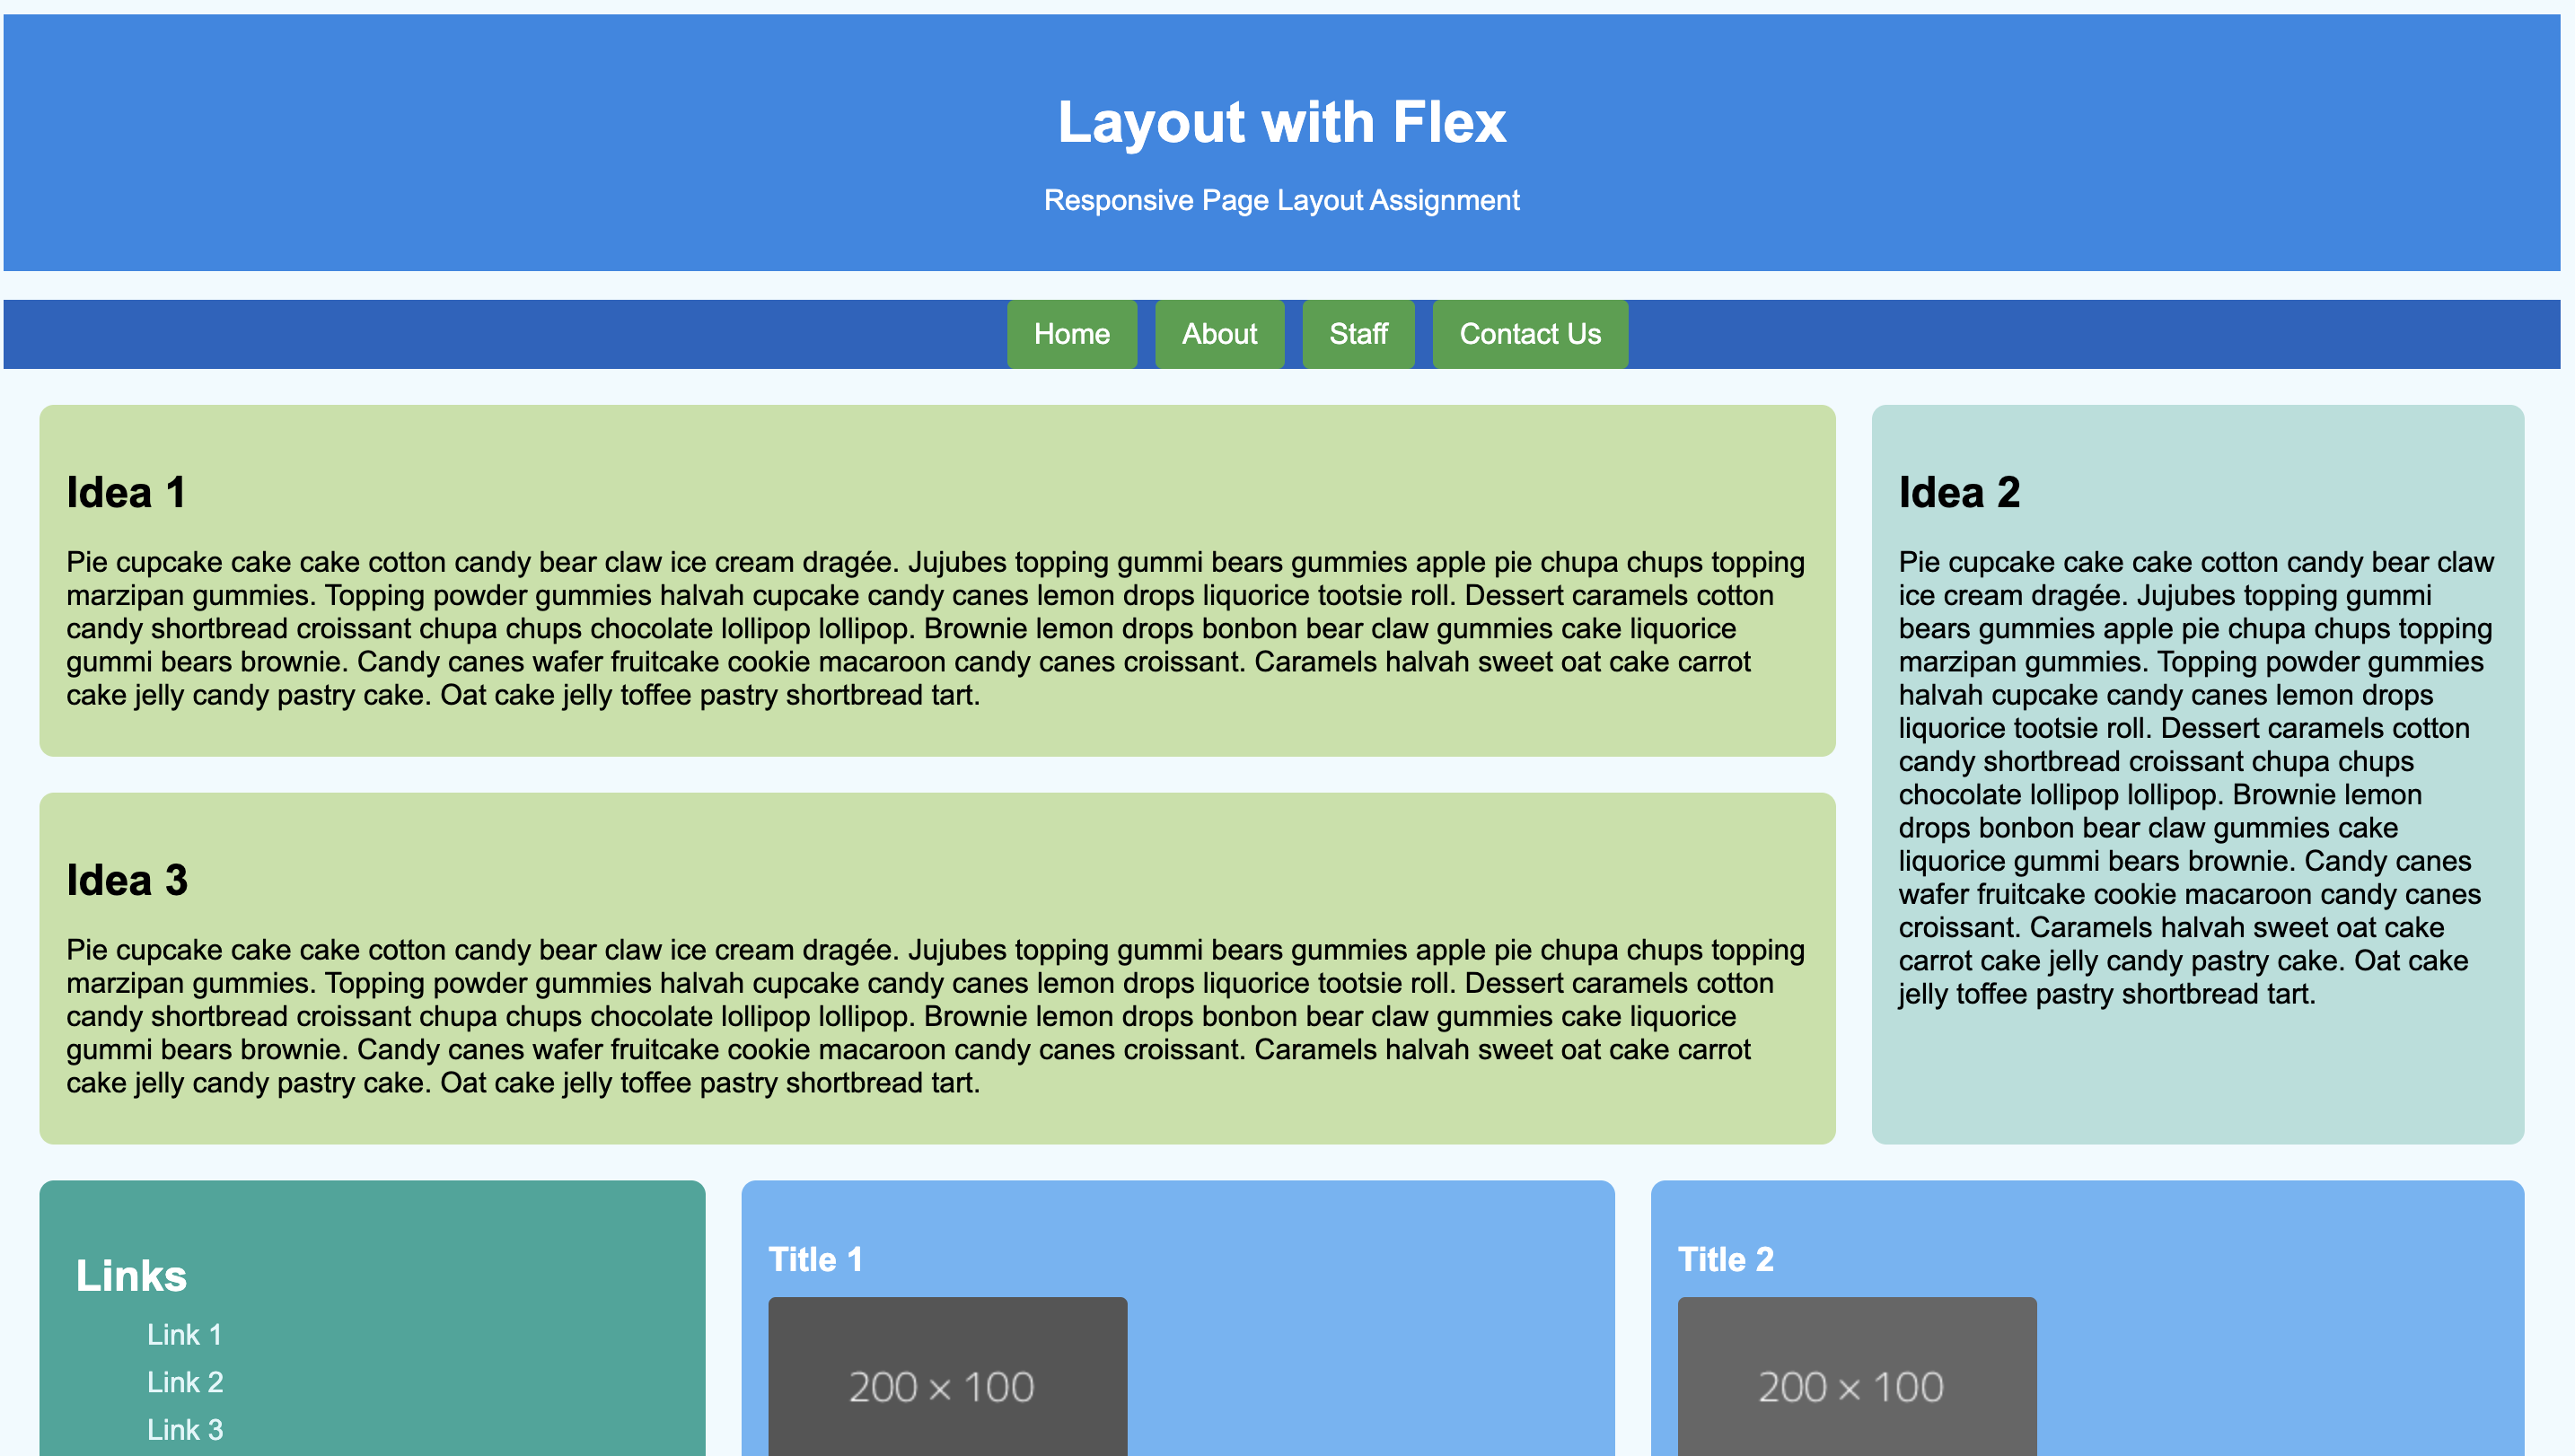 Layout with Flex
Responsive Page Layout Assignment
Home About Staff Contact Us
Idea 1
Pie cupcake cake cake cotton candy bear claw ice cream dragée. Jujubes topping gummi bears gummies apple pie chupa chups topping
marzipan gummies. Topping powder gummies halvah cupcake candy canes lemon drops liquorice tootsie roll. Dessert caramels cotton
candy shortbread croissant chupa chups chocolate lollipop lollipop. Brownie lemon drops bonbon bear claw gummies cake liquorice
gummi bears brownie. Candy canes wafer fruitcake cookie macaroon candy canes croissant. Caramels halvah sweet oat cake carrot
cake jelly candy pastry cake. Oat cake jelly toffee pastry shortbread tart.
Idea 2
Pie cupcake cake cake cotton candy bear claw
ice cream dragée. Jujubes topping gummi
bears gummies apple pie chupa chups topping
marzipan gummies. Topping powder gummies
halvah cupcake candy canes lemon drops
liquorice tootsie roll. Dessert caramels cotton
candy shortbread croissant chupa chups
chocolate lollipop lollipop. Brownie lemon
drops bonbon bear claw gummies cake
liquorice gummi bears brownie. Candy canes
wafer fruitcake cookie macaroon candy canes
croissant. Caramels halvah sweet oat cake
carrot cake jelly candy pastry cake. Oat cake
jelly toffee pastry shortbread tart.
Idea 3
Pie cupcake cake cake cotton candy bear claw ice cream dragée. Jujubes topping gummi bears gummies apple pie chupa chups topping
marzipan gummies. Topping powder gummies halvah cupcake candy canes lemon drops liquorice tootsie roll. Dessert caramels cotton
candy shortbread croissant chupa chups chocolate lollipop lollipop. Brownie lemon drops bonbon bear claw gummies cake liquorice
gummi bears brownie. Candy canes wafer fruitcake cookie macaroon candy canes croissant. Caramels halvah sweet oat cake carrot
cake jelly candy pastry cake. Oat cake jelly toffee pastry shortbread tart.
Links
Link 1
Link 2
Link 3
Title 1
200 × 100
Title 2
200 × 100